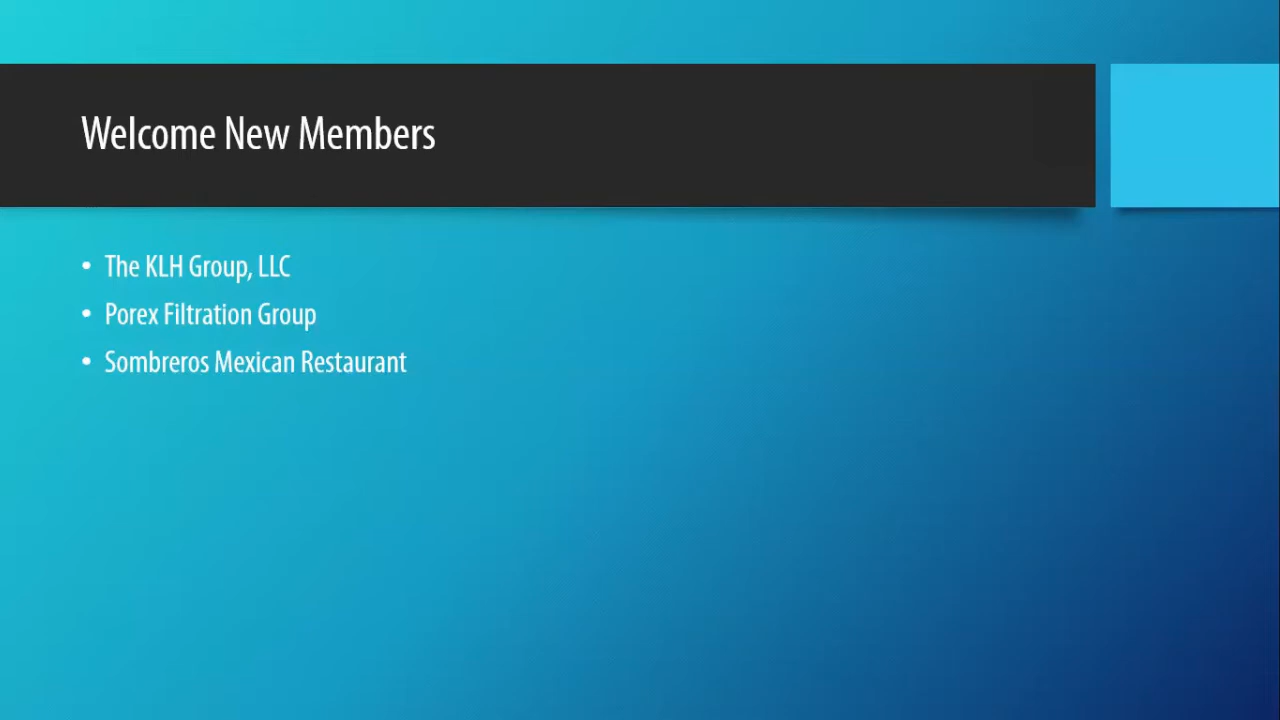 Welcome New Members
• The KLH Group, LLC
• Porex Filtration Group
• Sombreros Mexican Restaurant